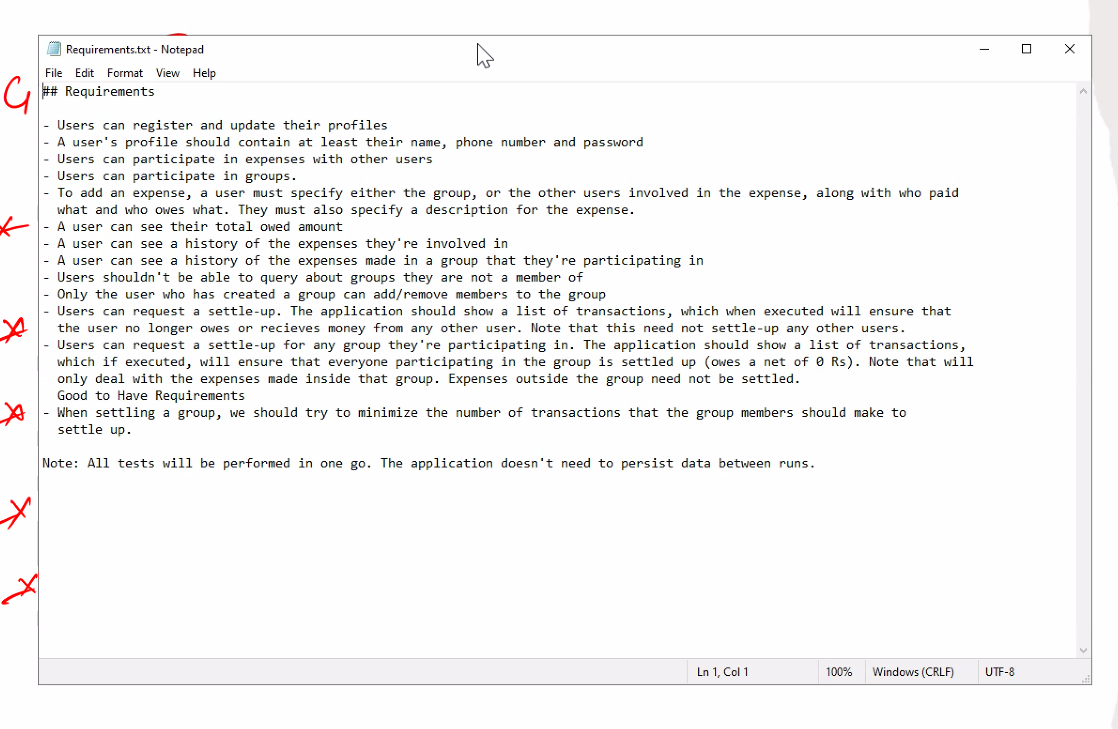 Requirements.txt - Notepad
File Edit Format View Help
## Requirements
- Users can register and update their profiles
- A user's profile should contain at least their name, phone number and password
- Users can participate in expenses with other users
- Users can participate in groups.
- To add an expense, a user must specify either the group, or the other users involved in the expense, along with who paid
what and who owes what. They must also specify a description for the expense.
- A user can see their total owed amount
- A user can see a history of the expenses they're involved in
- A user can see a history of the expenses made in a group that they're participating in
- Users shouldn't be able to query about groups they are not a member of
- Only the user who has created a group can add/remove members to the group
- Users can request a settle-up. The application should show a list of transactions, which when executed will ensure that
the user no longer owes or recieves money from any other user. Note that this need not settle-up any other users.
- Users can request a settle-up for any group they're participating in. The application should show a list of transactions,
which if executed, will ensure that everyone participating in the group is settled up (owes a net of 0 Rs). Note that will
only deal with the expenses made inside that group. Expenses outside the group need not be settled.
Good to Have Requirements
- When settling a group, we should try to minimize the number of transactions that the group members should make to
settle up.
Note: All tests will be performed in one go. The application doesn't need to persist data between runs.
Ln 1, Col 1 100% Windows (CRLF) UTF-8